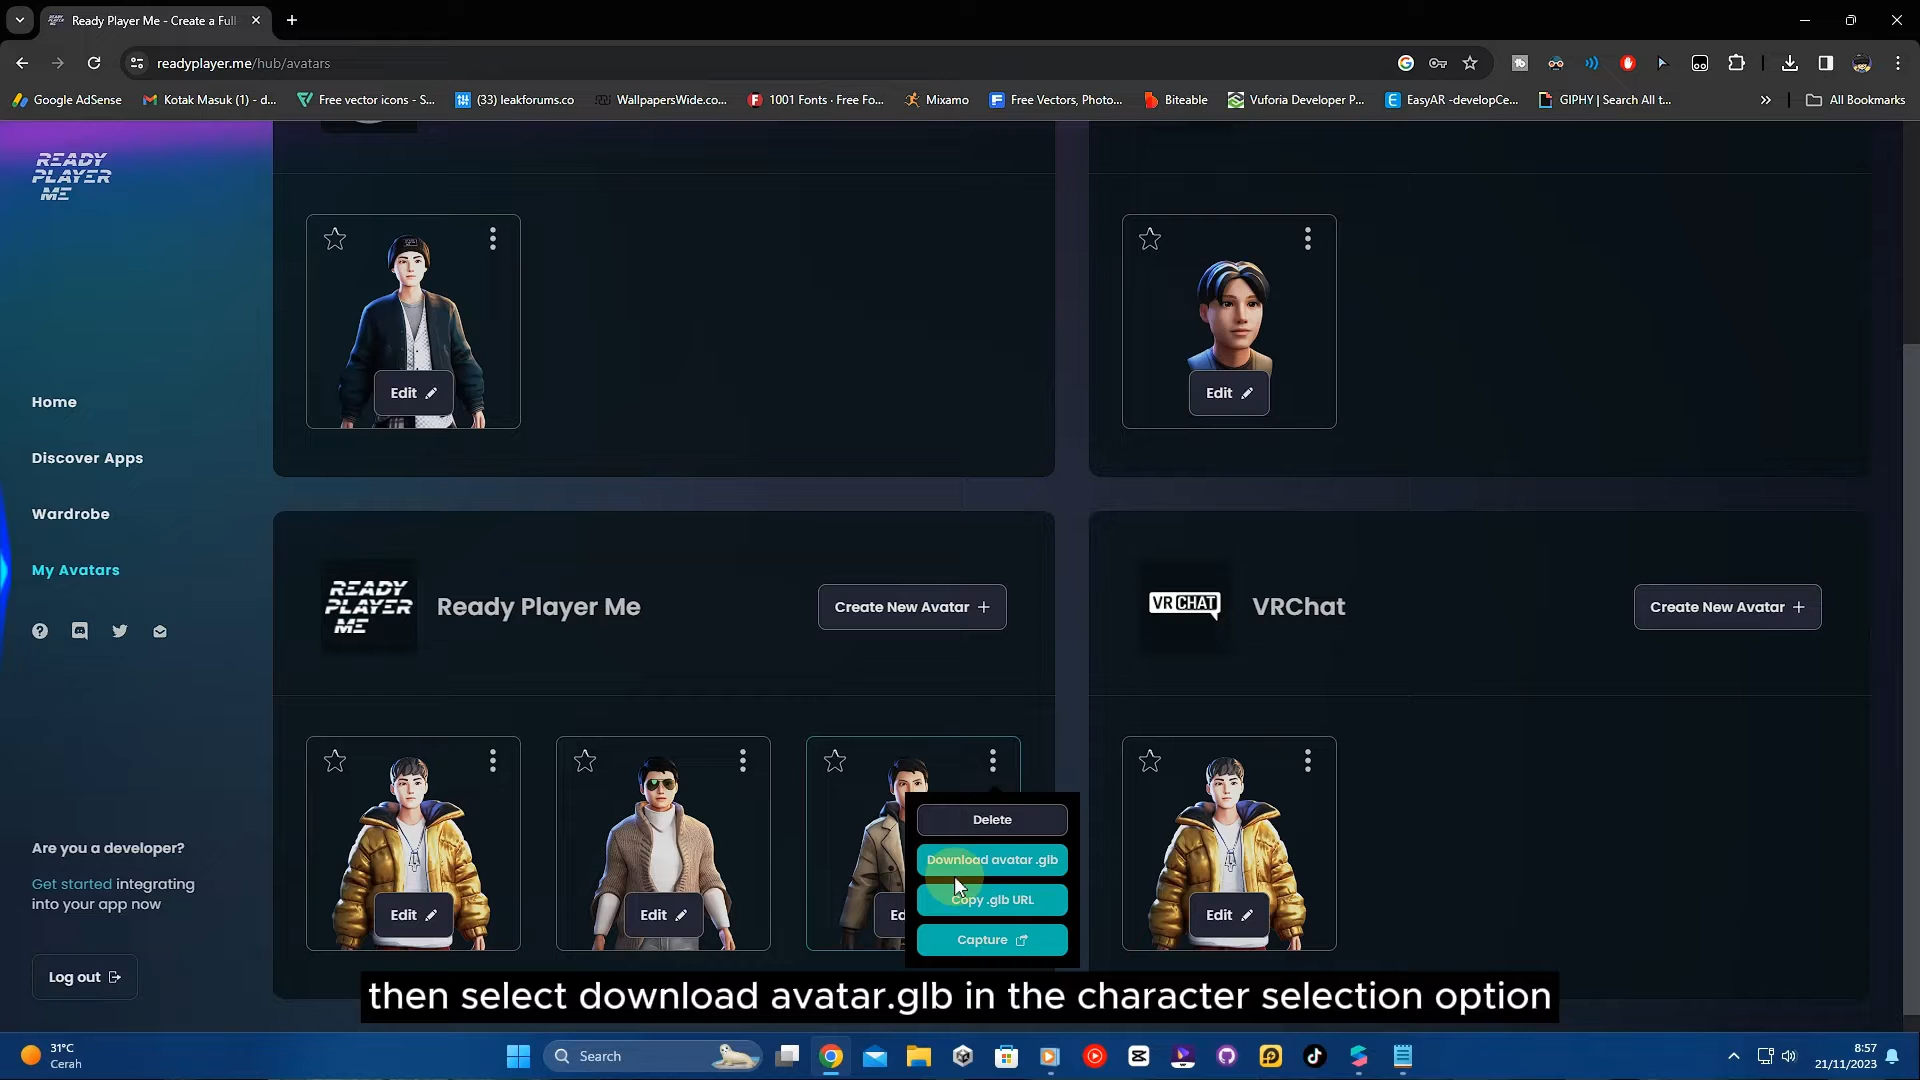 Ready Player Me - Create a Full
readyplayer.me/hub/avatars
Google AdSense
Kotak Masuk (1) - d...
Free vector icons - S...
(33) leakforums.co
WallpapersWide.co...
1001 Fonts · Free Fo...
Mixamo
Free Vectors, Photo...
Biteable
Vuforia Developer P...
EasyAR -developCe...
GIPHY | Search All t...
»
All Bookmarks
READY
PLAYER
ME
Home
Discover Apps
Wardrobe
My Avatars
Are you a developer?
Get started integrating
into your app now
Log out
Edit
Edit
READY
PLAYER
ME
Ready Player Me
Create New Avatar +
VRCHAT
VRChat
Create New Avatar +
Edit
Edit
Ed
Delete
Download avatar .glb
Copy .glb URL
Capture
Edit
then select download avatar.glb in the character selection option
31°C
Cerah
Search
8:57
21/11/2023